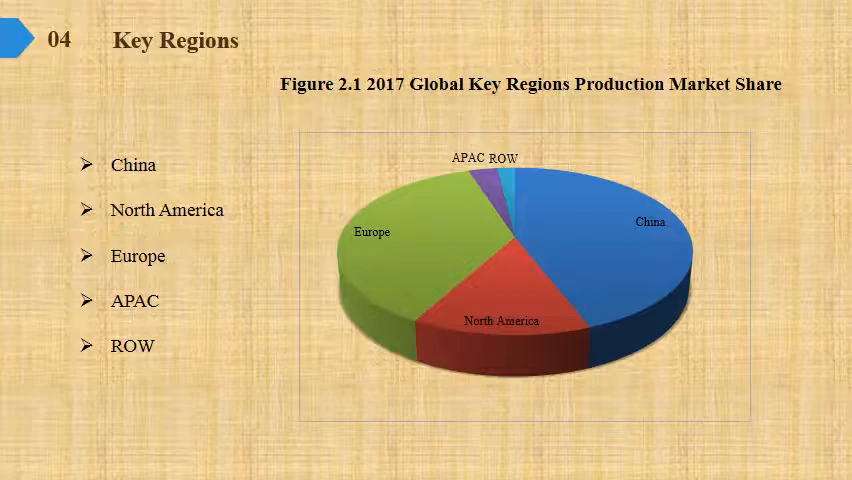 04 Key Regions
Figure 2.1 2017 Global Key Regions Production Market Share
China
North America
Europe
APAC
ROW
APAC ROW
China
Europe
North America